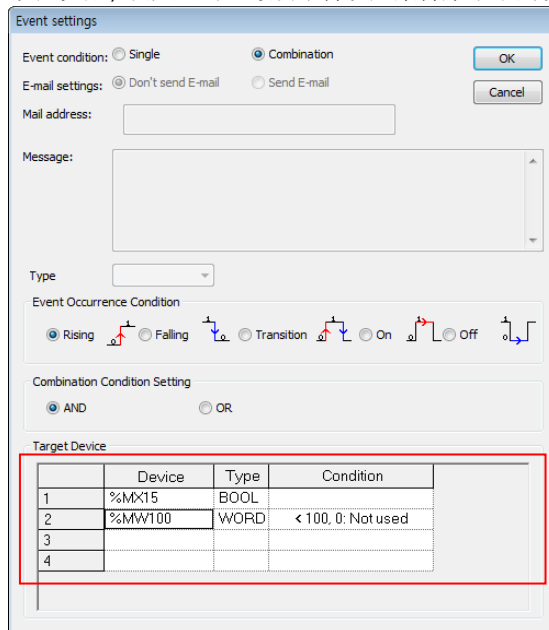 Event settings
Event condition: Single Combination OK
E-mail settings: Don't send E-mail Send E-mail Cancel
Mail address:
Message:
Type
Event Occurrence Condition
Rising Falling Transition On Off
Combination Condition Setting
AND OR
Target Device
Device Type Condition
1 %MX15 BOOL
2 %MW100 WORD < 100, 0: Not used
3
4